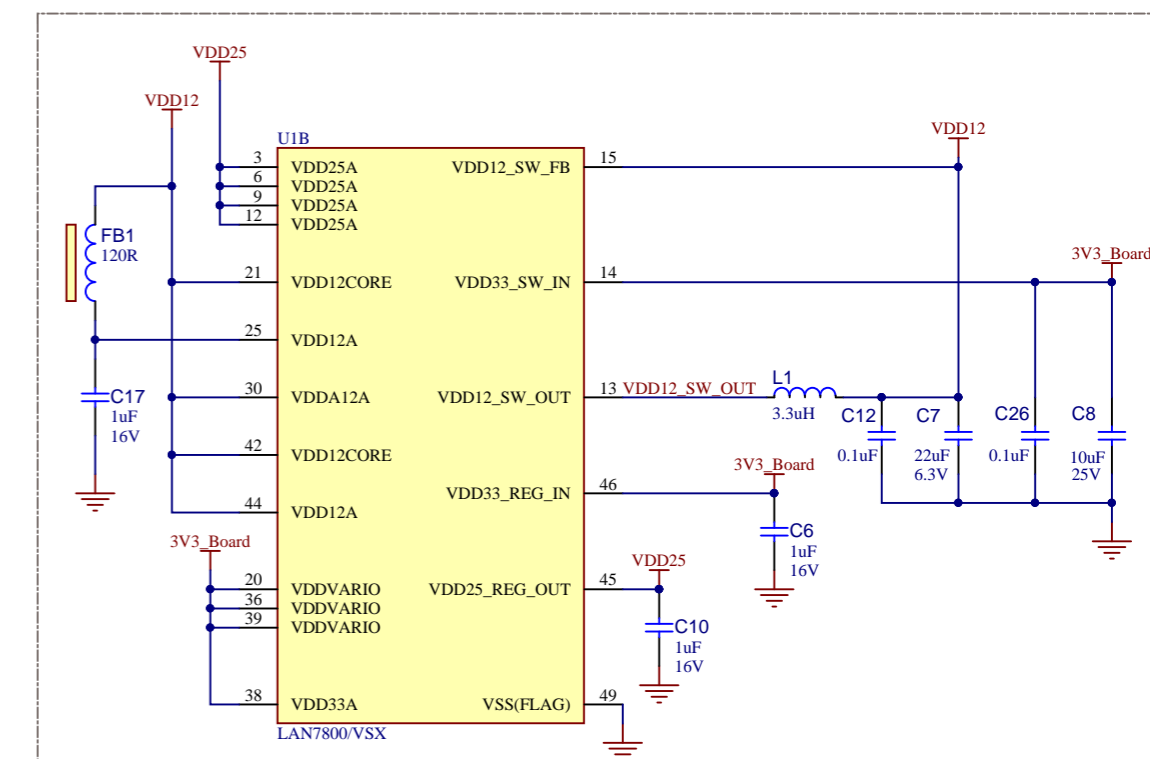 VDD25
VDD12
VDD12
U1B
3 VDD25A VDD12_SW_FB 15
6 VDD25A
9 VDD25A
12 VDD25A
FB1
120R
3V3_Board
21 VDD12CORE VDD33_SW_IN 14
25 VDD12A
C17
1uF
16V
30 VDDA12A VDD12_SW_OUT 13 VDD12_SW_OUT
L1
3.3uH
C12
0.1uF
C7
22uF
6.3V
C26
0.1uF
C8
10uF
25V
42 VDD12CORE
3V3_Board
VDD33_REG_IN 46
44 VDD12A
C6
1uF
16V
3V3_Board
VDD25
20 VDDVARIO VDD25_REG_OUT 45
36 VDDVARIO
39 VDDVARIO
C10
1uF
16V
38 VDD33A VSS(FLAG) 49
LAN7800/VSX